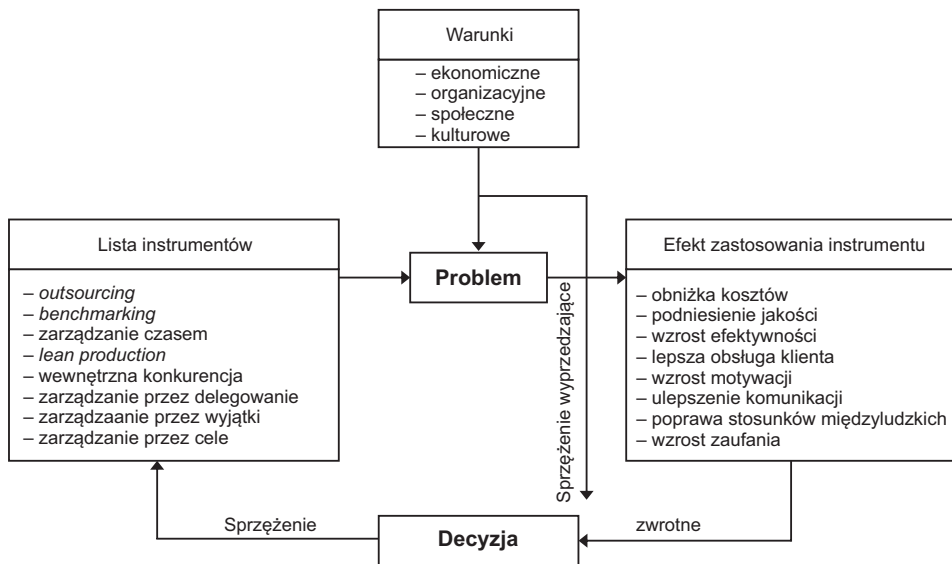 Warunki
– ekonomiczne
– organizacyjne
– społeczne
– kulturowe
Lista instrumentów
– outsourcing
– benchmarking
– zarządzanie czasem
– lean production
– wewnętrzna konkurencja
– zarządzanie przez delegowanie
– zarządzaanie przez wyjątki
– zarządzanie przez cele
Problem
Sprzężenie wyprzedzające
Efekt zastosowania instrumentu
– obniżka kosztów
– podniesienie jakości
– wzrost efektywności
– lepsza obsługa klienta
– wzrost motywacji
– ulepszenie komunikacji
– poprawa stosunków międzyludzkich
– wzrost zaufania
Sprzężenie
Decyzja
zwrotne